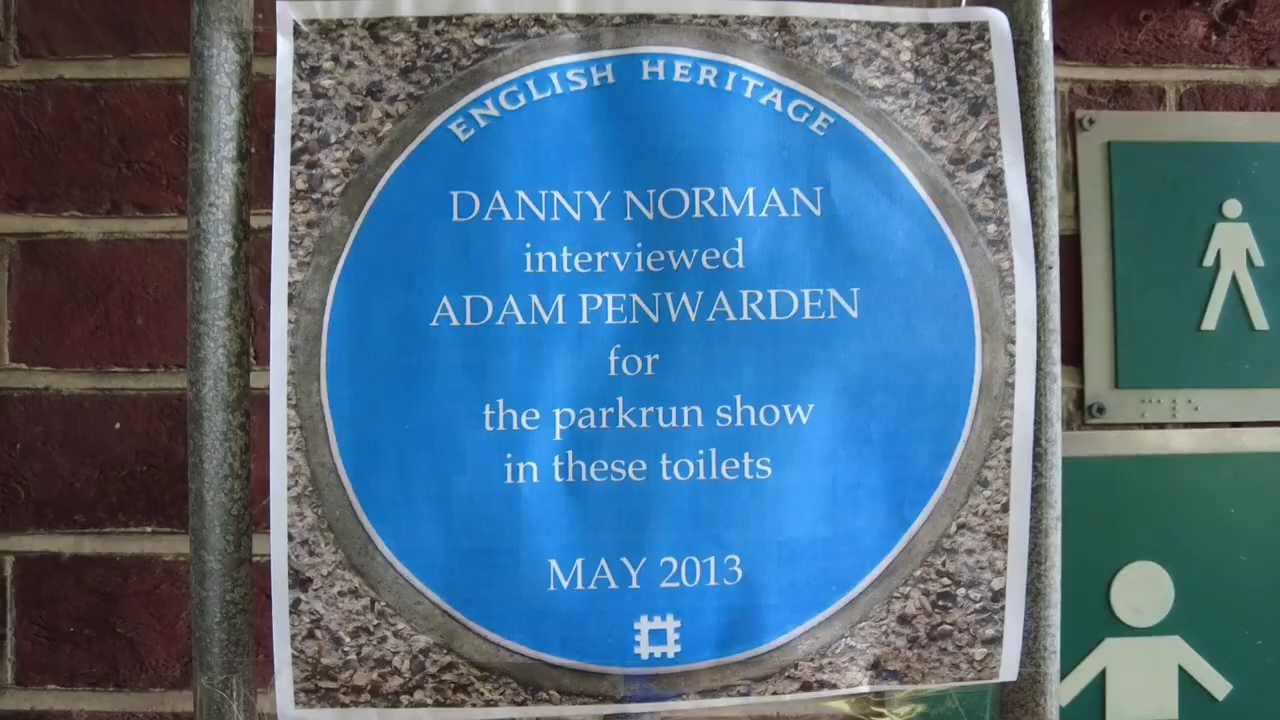 ENGLISH HERITAGE
DANNY NORMAN
interviewed
ADAM PENWARDEN
for
the parkrun show
in these toilets
MAY 2013